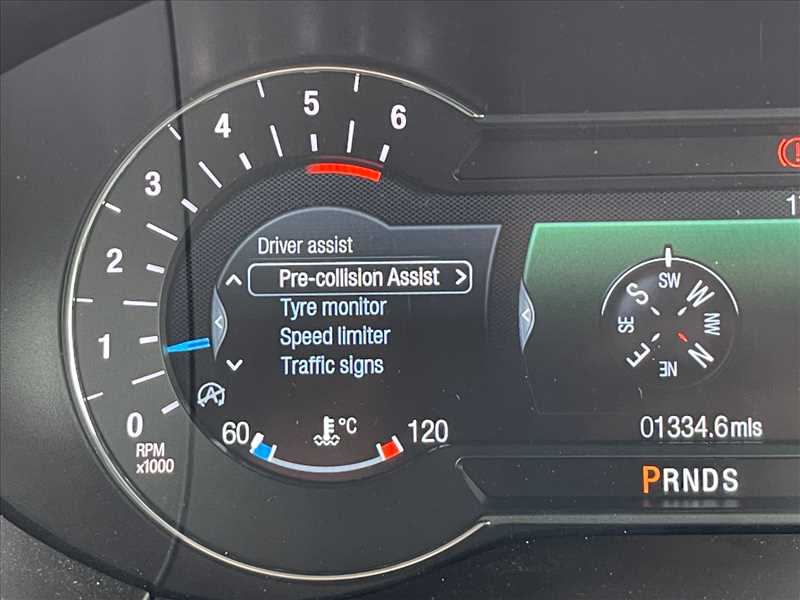 5
6
4
3
2
1
0
RPM
x1000
Driver assist
Pre-collision Assist >
Tyre monitor
Speed limiter
Traffic signs
60
°C
120
SW
S
W
SE
NW
E
N
NE
01334.6mls
PRNDS